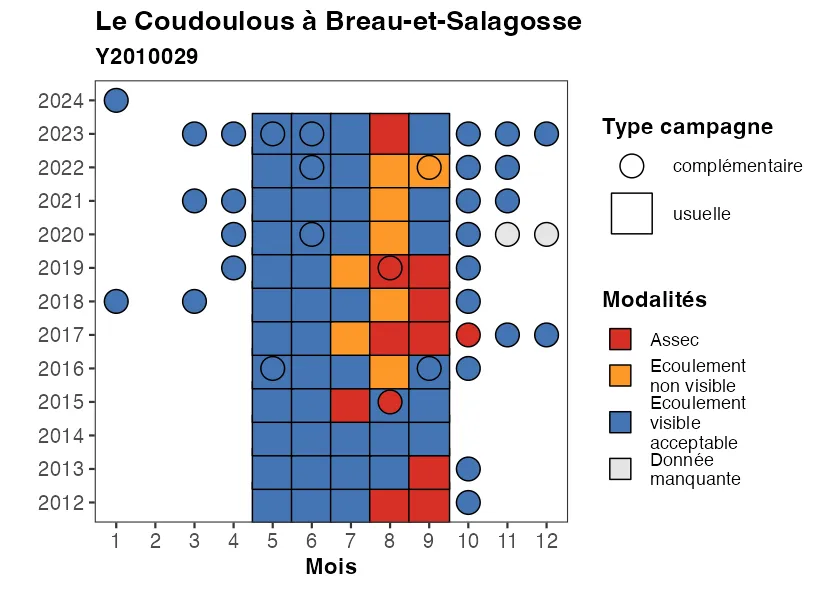 Le Coudoulous à Breau-et-Salagosse
Y2010029
2024
2023
2022
2021
2020
2019
2018
2017
2016
2015
2014
2013
2012
1 2 3 4 5 6 7 8 9 10 11 12
Mois
Type campagne
complémentaire
usuelle
Modalités
Assec
Ecoulement
non visible
Ecoulement
visible
acceptable
Donnée
manquante